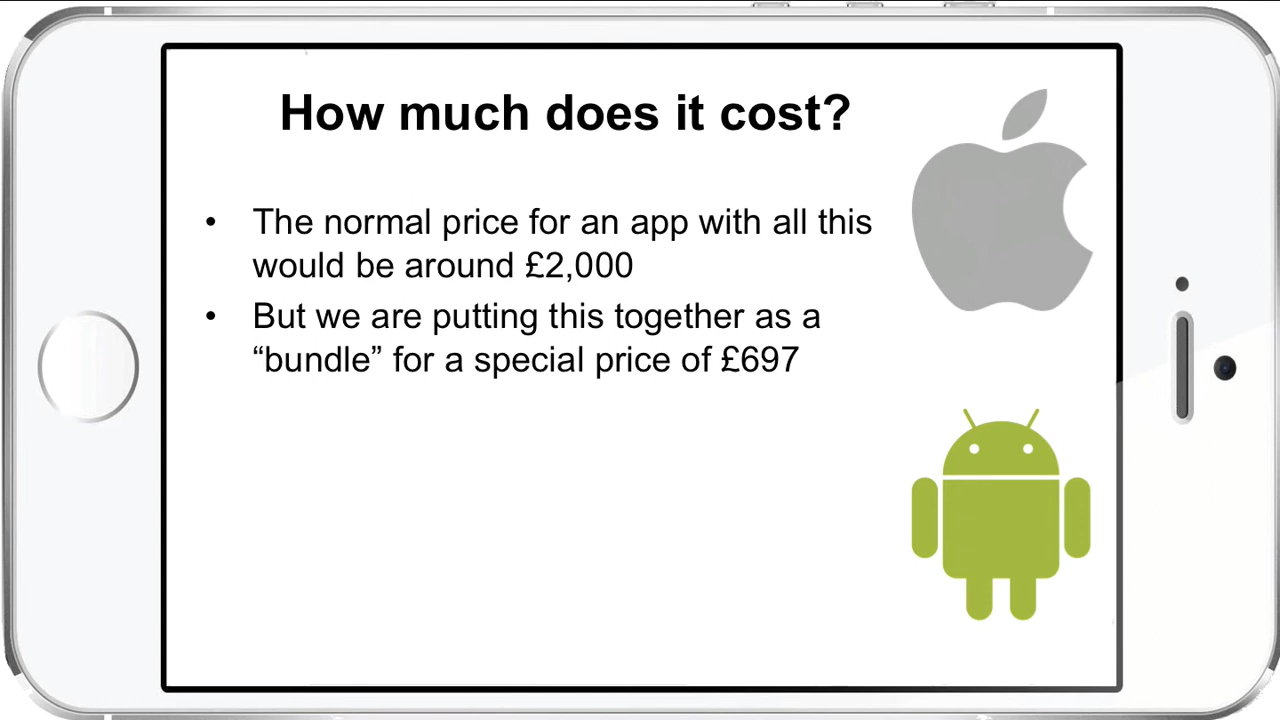 How much does it cost?
• The normal price for an app with all this
would be around £2,000
• But we are putting this together as a
“bundle” for a special price of £697